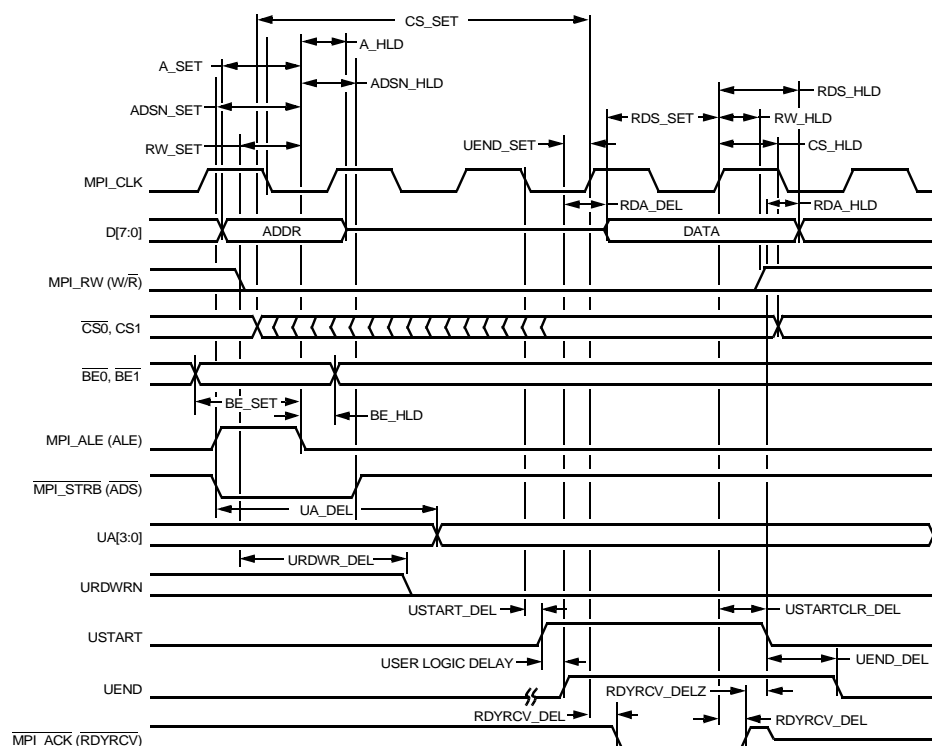 CS_SET
A_HLD
A_SET
ADSN_HLD
RDS_HLD
ADSN_SET
RDS_SET
RW_HLD
RW_SET
UEND_SET
CS_HLD
MPI_CLK
RDA_DEL
RDA_HLD
D[7:0]
ADDR
DATA
MPI_RW (W/R)
CS0, CS1
BE0, BE1
BE_SET
BE_HLD
MPI_ALE (ALE)
MPI_STRB (ADS)
UA_DEL
UA[3:0]
URDWR_DEL
URDWRN
USTART_DEL
USTARTCLR_DEL
USTART
USER LOGIC DELAY
UEND_DEL
UEND
RDYRCV_DELZ
RDYRCV_DEL
RDYRCV_DEL
MPI_ACK (RDYRCV)